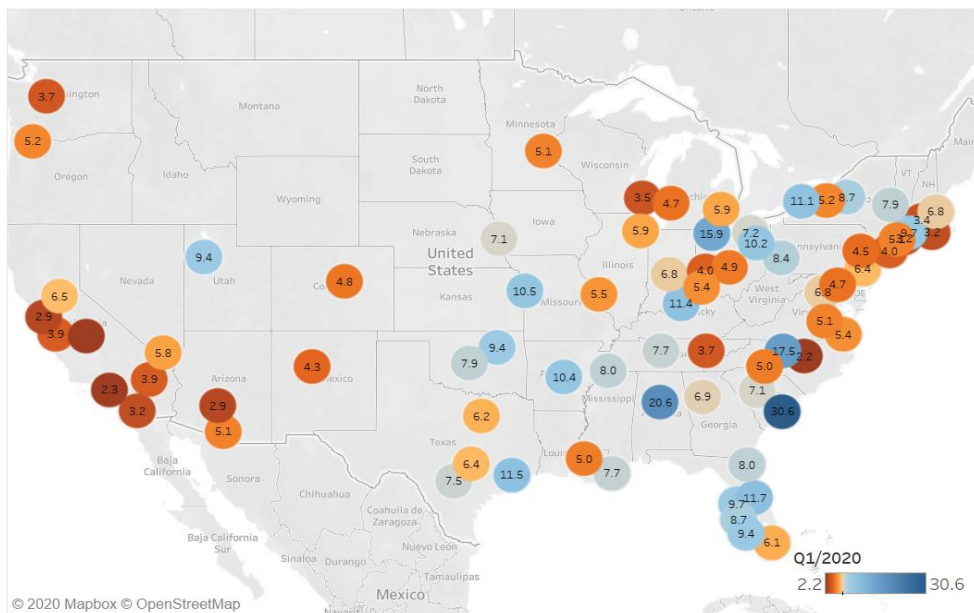 Ontario
3.7
North
Dakota
Montana
5.2
Minnesota
5.1
Oregon
Idaho
South
Dakota
Wisconsin
Wyoming
3.5
4.7
5.9
11.1
5.2
8.7
7.9
VT
NH
6.8
3.4
3.2
5.9
15.9
7.2
10.2
8.4
4.5
4.0
6.4
Iowa
Nebraska
7.1
United
States
9.4
Nevada
Utah
4.8
Kansas
10.5
5.5
Illinois
6.8
4.0
4.9
5.4
11.4
West
Virginia
6.8
4.7
DE
6.5
2.9
3.9
5.8
5.1
5.4
9.4
7.9
7.7
3.7
17.5
2.2
5.0
2.3
3.9
3.2
Arizona
2.9
5.1
4.3
10.4
8.0
Mississippi
20.6
6.9
7.1
30.6
Georgia
6.2
Texas
6.4
7.5
11.5
5.0
7.7
8.0
Baja
California
Sonora
Chihuahua
Coahuila de
Zaragoza
9.7
11.7
8.7
9.4
6.1
Baja California
Sur
Sinaloa
Durango
Nuevo León
Tamaulipas
Mexico
Q1/2020
2.2
30.6
© 2020 Mapbox © OpenStreetMap